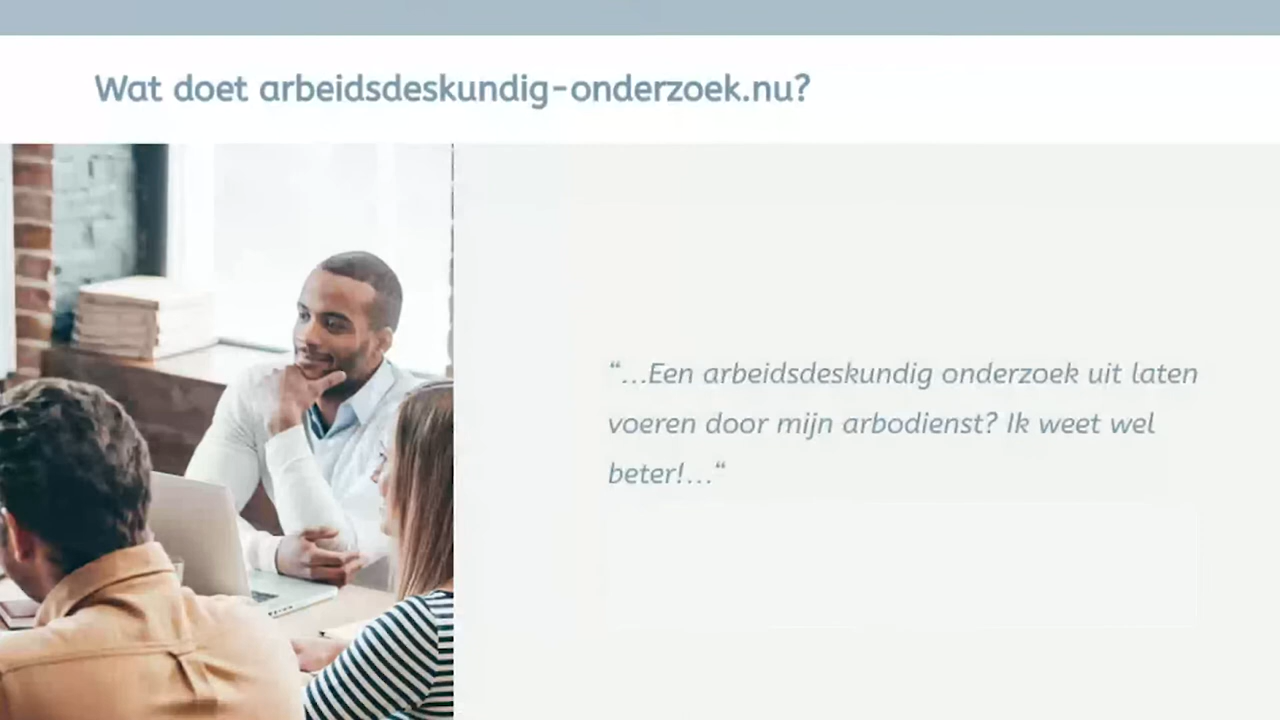 Wat doet arbeidsdeskundig-onderzoek.nu?
“…Een arbeidsdeskundig onderzoek uit laten
voeren door mijn arbodienst? Ik weet wel
beter!…“